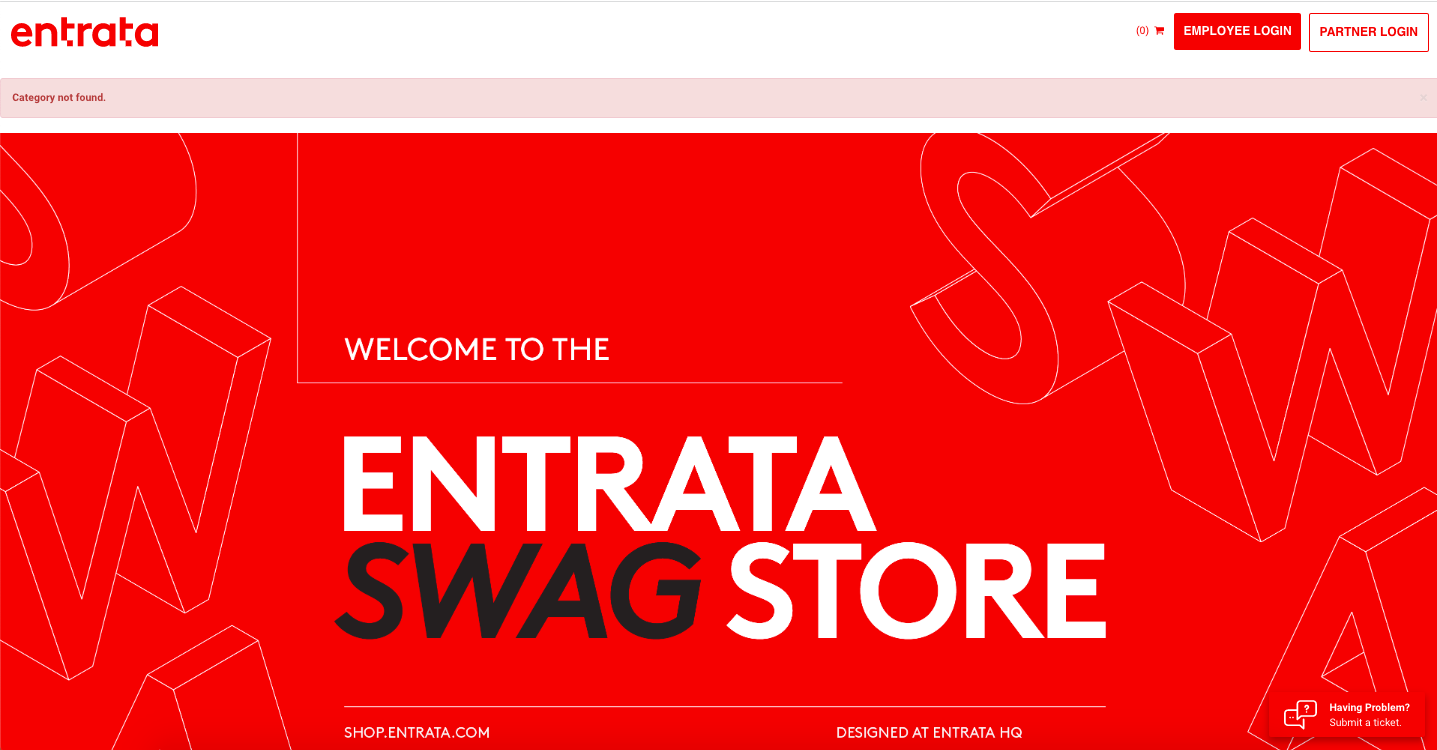 entrata
(0)
EMPLOYEE LOGIN
PARTNER LOGIN
Category not found.
×
WELCOME TO THE
ENTRATA
SWAG STORE
SHOP.ENTRATA.COM
DESIGNED AT ENTRATA HQ
Having Problem?
Submit a ticket.